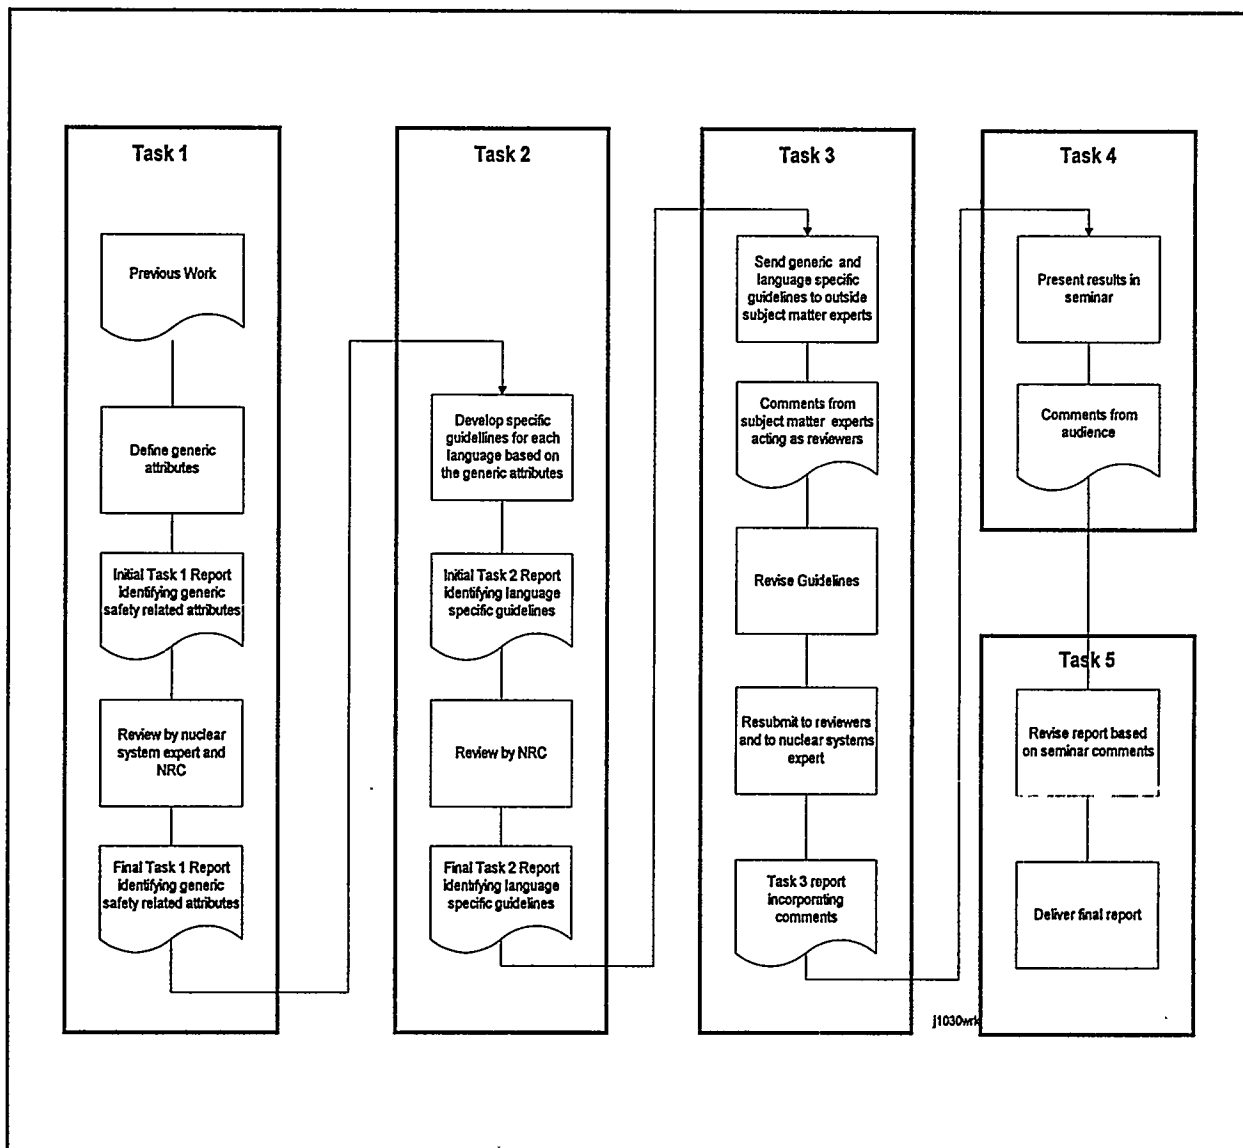 Task 1
Previous Work
Define generic
attributes
Initial Task 1 Report
Identifying generic
safety related attributes
Review by nuclear
system expert and
NRC
Final Task 1 Report
Identifying generic
safety related attributes
Task 2
Develop specific
guidellines for each
language based on
the generic attributes
Initial Task 2 Report
identifying language
specific guidelines
Review by NRC
Final Task 2 Report
identifying language
specific guidelines
Task 3
Send generic and
language specific
guidelines to outside
subject matter experts
Comments from
subject matter experts
acting as reviewers
Revise Guidelines
Resubmit to reviewers
and to nuclear systems
expert
Task 3 report
incorporating
comments
Task 4
Present results in
seminar
Comments from
audience
Task 5
Revise report based
on seminar comments
Deliver final report
j1030wrk